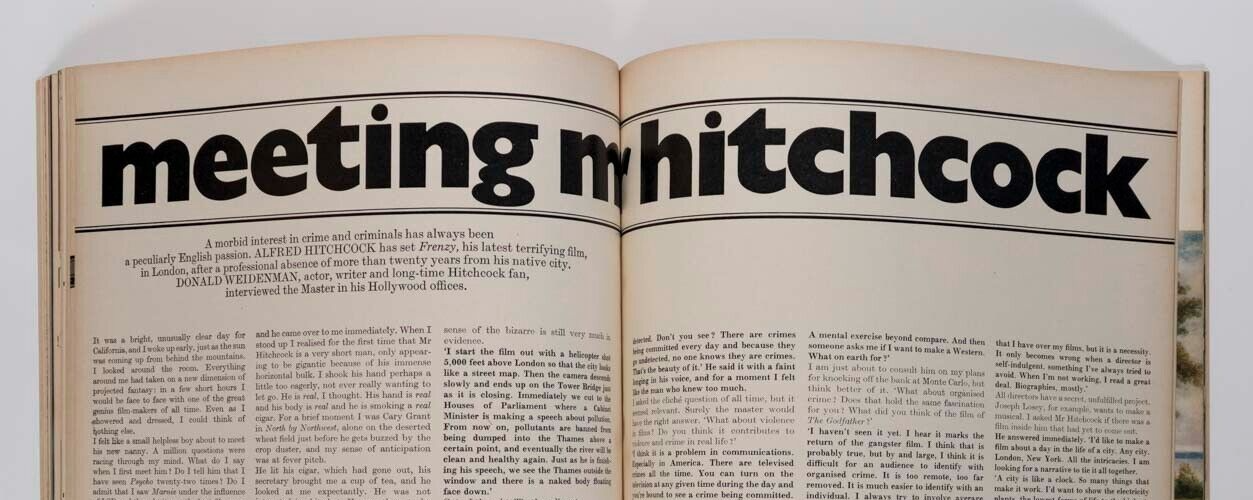 meeting mr hitchcock
A morbid interest in crime and criminals has always been
a peculiarly English passion. ALFRED HITCHCOCK has set Frenzy, his latest terrifying film,
in London, after a professional absence of more than twenty years from his native city.
DONALD WEIDENMAN, actor, writer and long-time Hitchcock fan,
interviewed the Master in his Hollywood offices.
It was a bright, unusually clear day for
California, and I woke up early, just as the sun
was coming up from behind the mountains.
I looked around the room. Everything
around me had taken on a new dimension of
projected fantasy: in a few short hours I
would be face to face with one of the great
genius film-makers of all time. Even as I
showered and dressed, I could think of
nothing else.
I felt like a small helpless boy about to meet
his new nanny. A million questions were
racing through my mind. What do I say
when I first meet him? Do I tell him that I
have seen Psycho twenty-two times? Do I
admit that I saw Marnie under the influence
and he came over to me immediately. When I
stood up I realised for the first time that Mr
Hitchcock is a very short man, only appear-
ing to be gigantic because of his immense
horizontal bulk. I shook his hand perhaps a
little too eagerly, not ever really wanting to
let go. He is real, I thought. His hand is real
and his body is real and he is smoking a real
cigar. For a brief moment I was Cary Grant
in North by Northwest, alone on the deserted
wheat field just before he gets buzzed by the
crop duster, and my sense of anticipation
was at fever pitch.
He lit his cigar, which had gone out, his
secretary brought me a cup of tea, and he
looked at me expectantly. He was not
sense of the bizarre is still very much in
evidence.
'I start the film out with a helicopter shot
5,000 feet above London so that the city looks
like a street map. Then the camera descends
slowly and ends up on the Tower Bridge just
as it is closing. Immediately we cut to the
Houses of Parliament where a Cabinet
Minister is making a speech about pollution.
From now on, pollutants are banned from
being dumped into the Thames above a
certain point, and eventually the river will be
clean and healthy again. Just as he is finish-
ing his speech, we see the Thames outside the
window and there is a naked body floating
face down.'
detected. Don't you see? There are crimes
being committed every day and because they
go undetected, no one knows they are crimes.
That's the beauty of it.' He said it with a faint
longing in his voice, and for a moment I felt
like the man who knew too much.
I asked the cliché question of all time, but it
seemed relevant. Surely the master would
have the right answer. 'What about violence
in films? Do you think it contributes to
violence and crime in real life?'
'I think it is a problem in communications.
Especially in America. There are televised
crimes all the time. You can turn on the
television at any given time during the day and
you're bound to see a crime being committed.
A mental exercise beyond compare. And then
someone asks me if I want to make a Western.
What on earth for?'
I am just about to consult him on my plans
for knocking off the bank at Monte Carlo, but
think better of it. 'What about organised
crime? Does that hold the same fascination
for you? What did you think of the film of
The Godfather?'
'I haven't seen it yet. I hear it marks the
return of the gangster film. I think that is
probably true, but by and large, I think it is
difficult for an audience to identify with
organised crime. It is too remote, too far
removed. It is much easier to identify with an
individual. I always try to involve average
that I have over my films, but it is a necessity.
It only becomes wrong when a director is
self-indulgent, something I've always tried to
avoid. When I'm not working, I read a great
deal. Biographies, mostly.'
All directors have a secret, unfulfilled project.
Joseph Losey, for example, wants to make a
musical. I asked Mr Hitchcock if there was a
film inside him that had yet to come out.
He answered immediately. 'I'd like to make a
film about a day in the life of a city. Any city.
London, New York. All the intricacies. I am
looking for a narrative to tie it all together.
'A city is like a clock. So many things that
make it work. I'd want to show the electricity